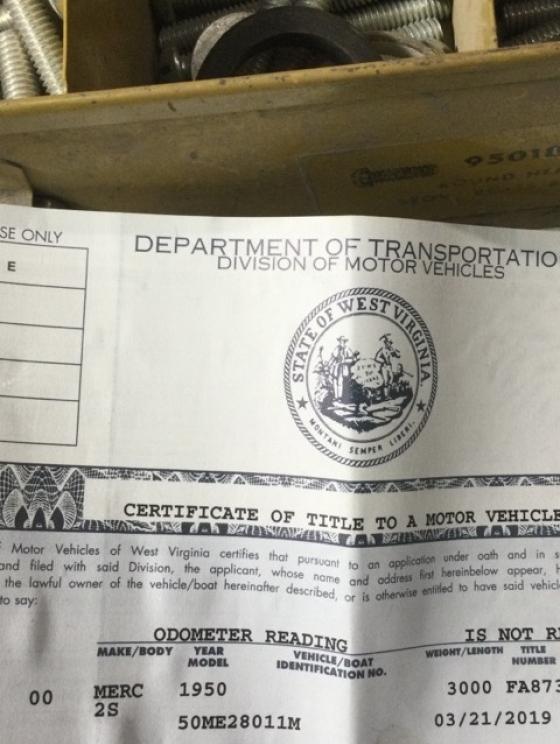 95018
ROUND HEA
SE ONLY
E
DEPARTMENT OF TRANSPORTATIO
DIVISION OF MOTOR VEHICLES
STATE OF WEST VIRGINIA.
MONTANI SEMPER LIBERI.
CERTIFICATE OF TITLE TO A MOTOR VEHICLE
f Motor Vehicles of West Virginia certifies that pursuant to an application under oath and in s
and filed with said Division, the applicant, whose name and address first hereinbelow appear, h
the lawful owner of the vehicle/boat hereinafter described, or is otherwise entitled to have said vehicl
to say:
ODOMETER READING IS NOT RE
MAKE/BODY YEAR MODEL VEHICLE/BOAT IDENTIFICATION NO. WEIGHT/LENGTH TITLE NUMBER
00 MERC 1950 3000 FA873
2S 50ME28011M 03/21/2019